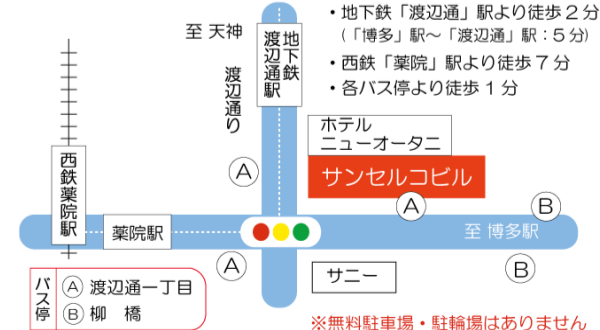 ・地下鉄「渡辺通」駅より徒歩２分
(「博多」駅～「渡辺通」駅：５分)
・西鉄「薬院」駅より徒歩７分
・各バス停より徒歩１分
至 天神
地下鉄
渡辺通駅
渡辺通り
ホテル
ニューオータニ
サンセルコビル
西鉄薬院駅
薬院駅
Ⓐ
Ⓐ
Ⓑ
至 博多駅
Ⓐ
Ⓑ
サニー
バス停
Ⓐ 渡辺通一丁目
Ⓑ 柳　橋
※無料駐車場・駐輪場はありません